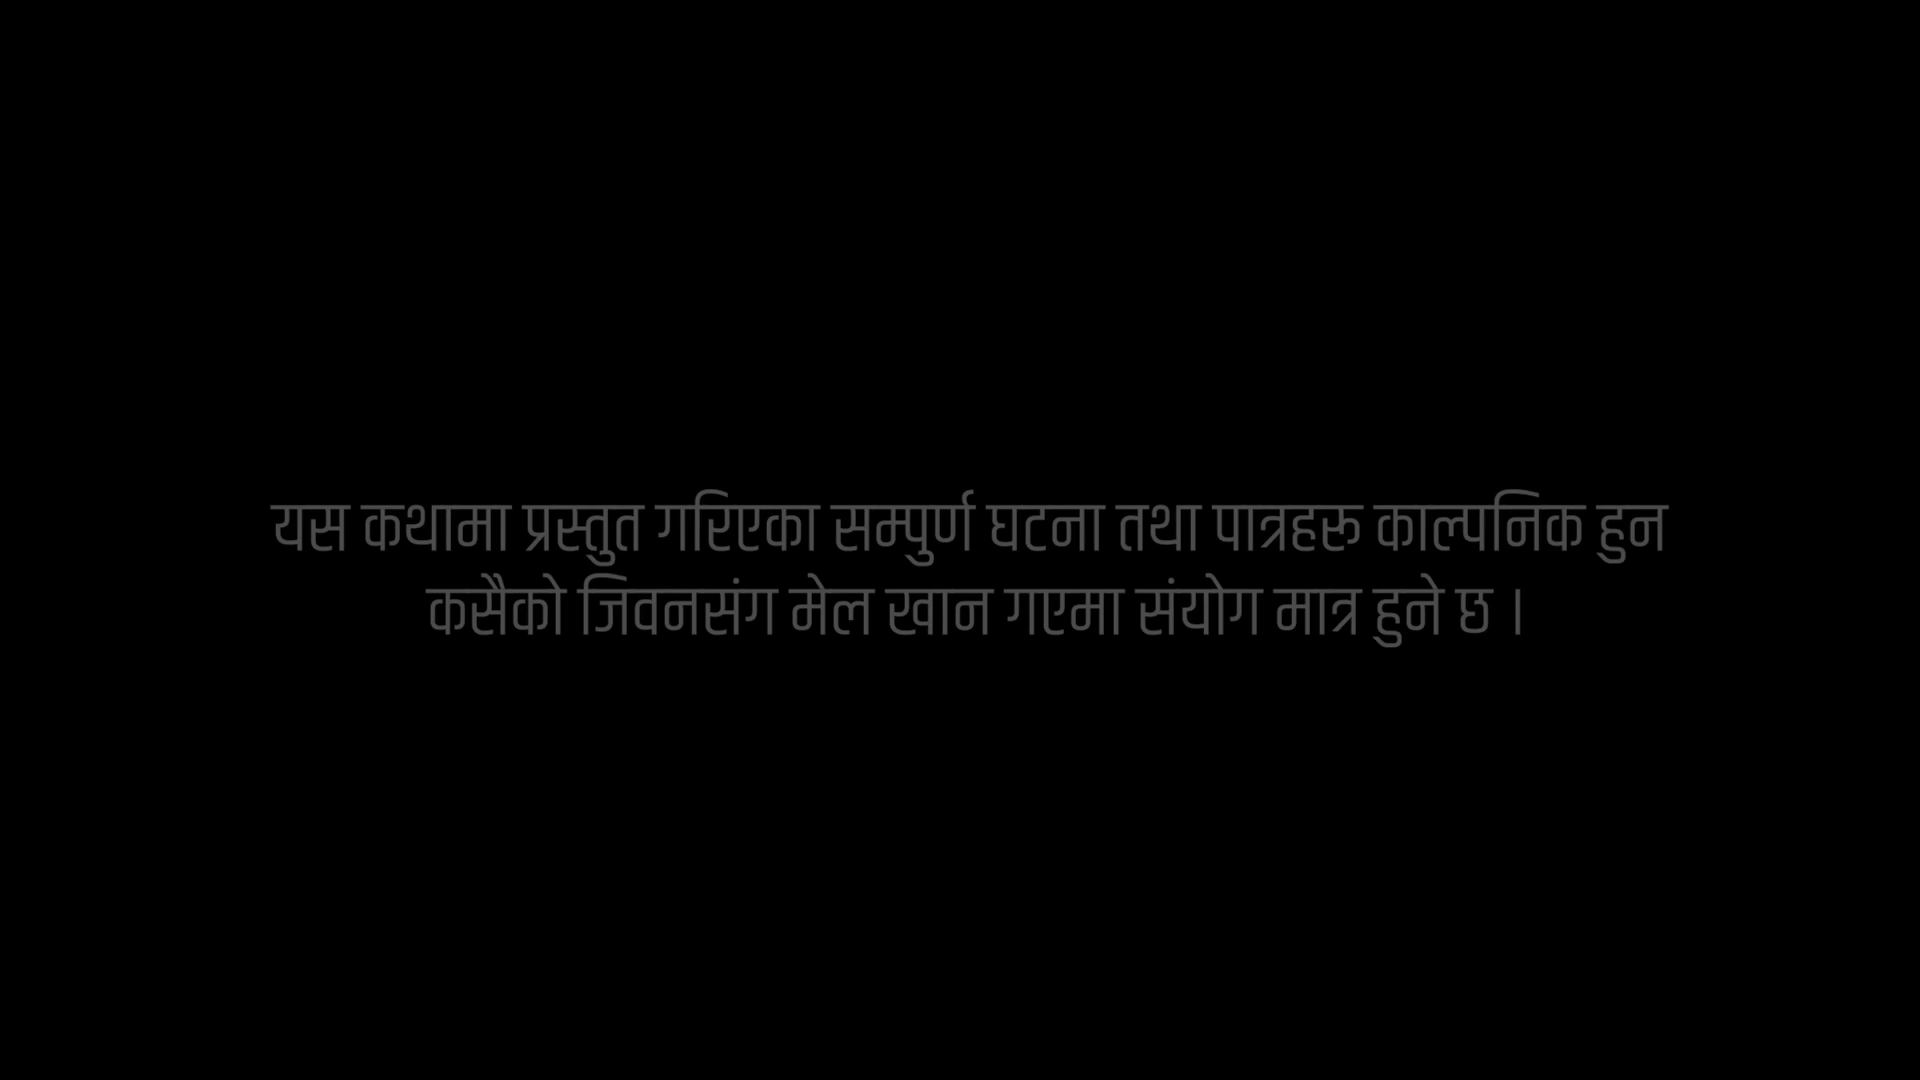 यस कथामा प्रस्तुत गरिएका सम्पुर्ण घटना तथा पात्रहरू काल्पनिक हुन
कसैको जिवनसंग मेल खान गएमा संयोग मात्र हुने छ ।